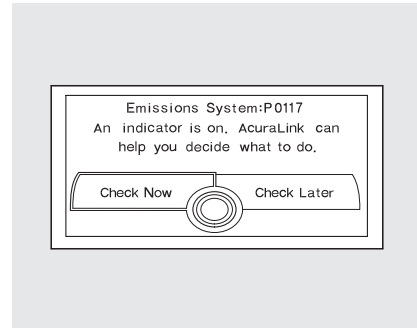 Emissions System:P0117
An indicator is on. AcuraLink can
help you decide what to do.
Check Now
Check Later